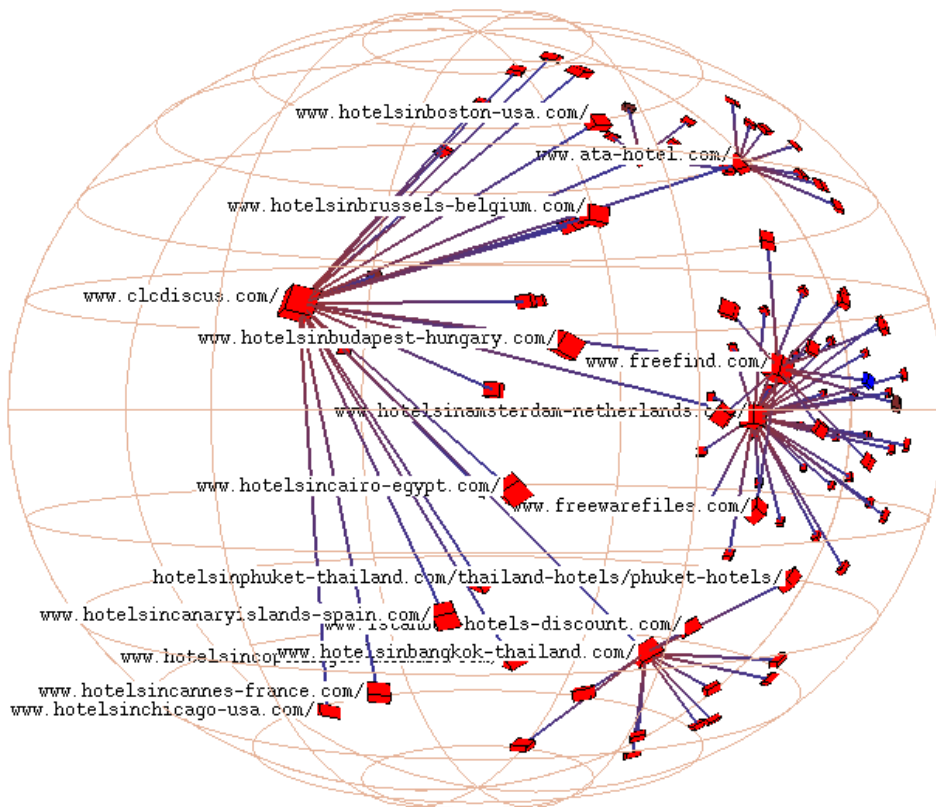 www.hotelsinboston-usa.com/
www.ata-hotel.com/
www.hotelsinbrussels-belgium.com/
www.clcdiscus.com/
www.hotelsinbudapest-hungary.com/
www.freefind.com/
www.hotelsinamsterdam-netherlands.
www.hotelsincairo-egypt.com/
www.freewarefiles.com/
hotelsinphuket-thailand.com/thailand-hotels/phuket-hotels/
www.hotelsincanaryislands-spain.com/
-hotels-discount.com/
www.hotelsinbangkok-thailand.com/
www.hotelsincop
www.hotelsincannes-france.com/
www.hotelsinchicago-usa.com/